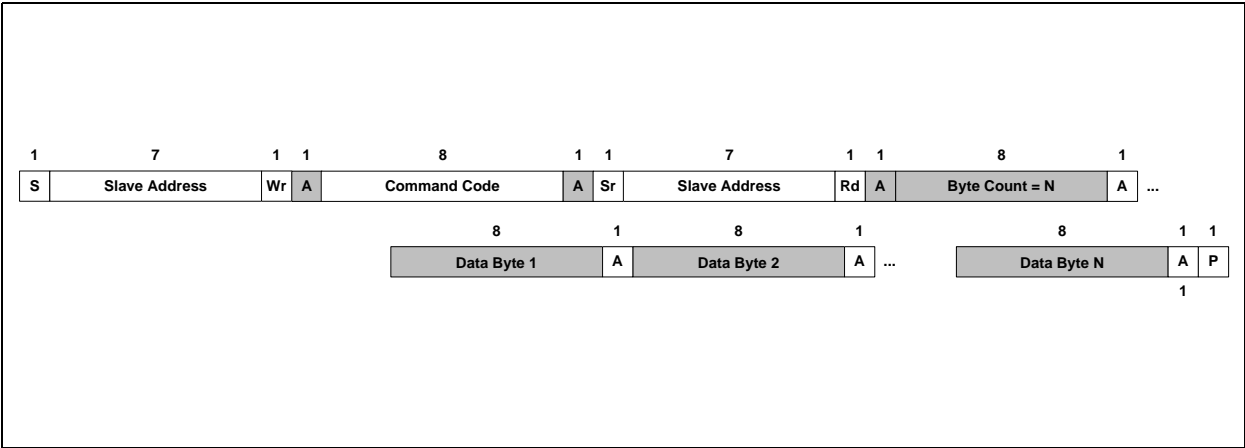 1 7 1 1 8 1 1 7 1 1 8 1
S Slave Address Wr A Command Code A Sr Slave Address Rd A Byte Count = N A ...
8 1 8 1 8 1 1
Data Byte 1 A Data Byte 2 A ... Data Byte N A P
1